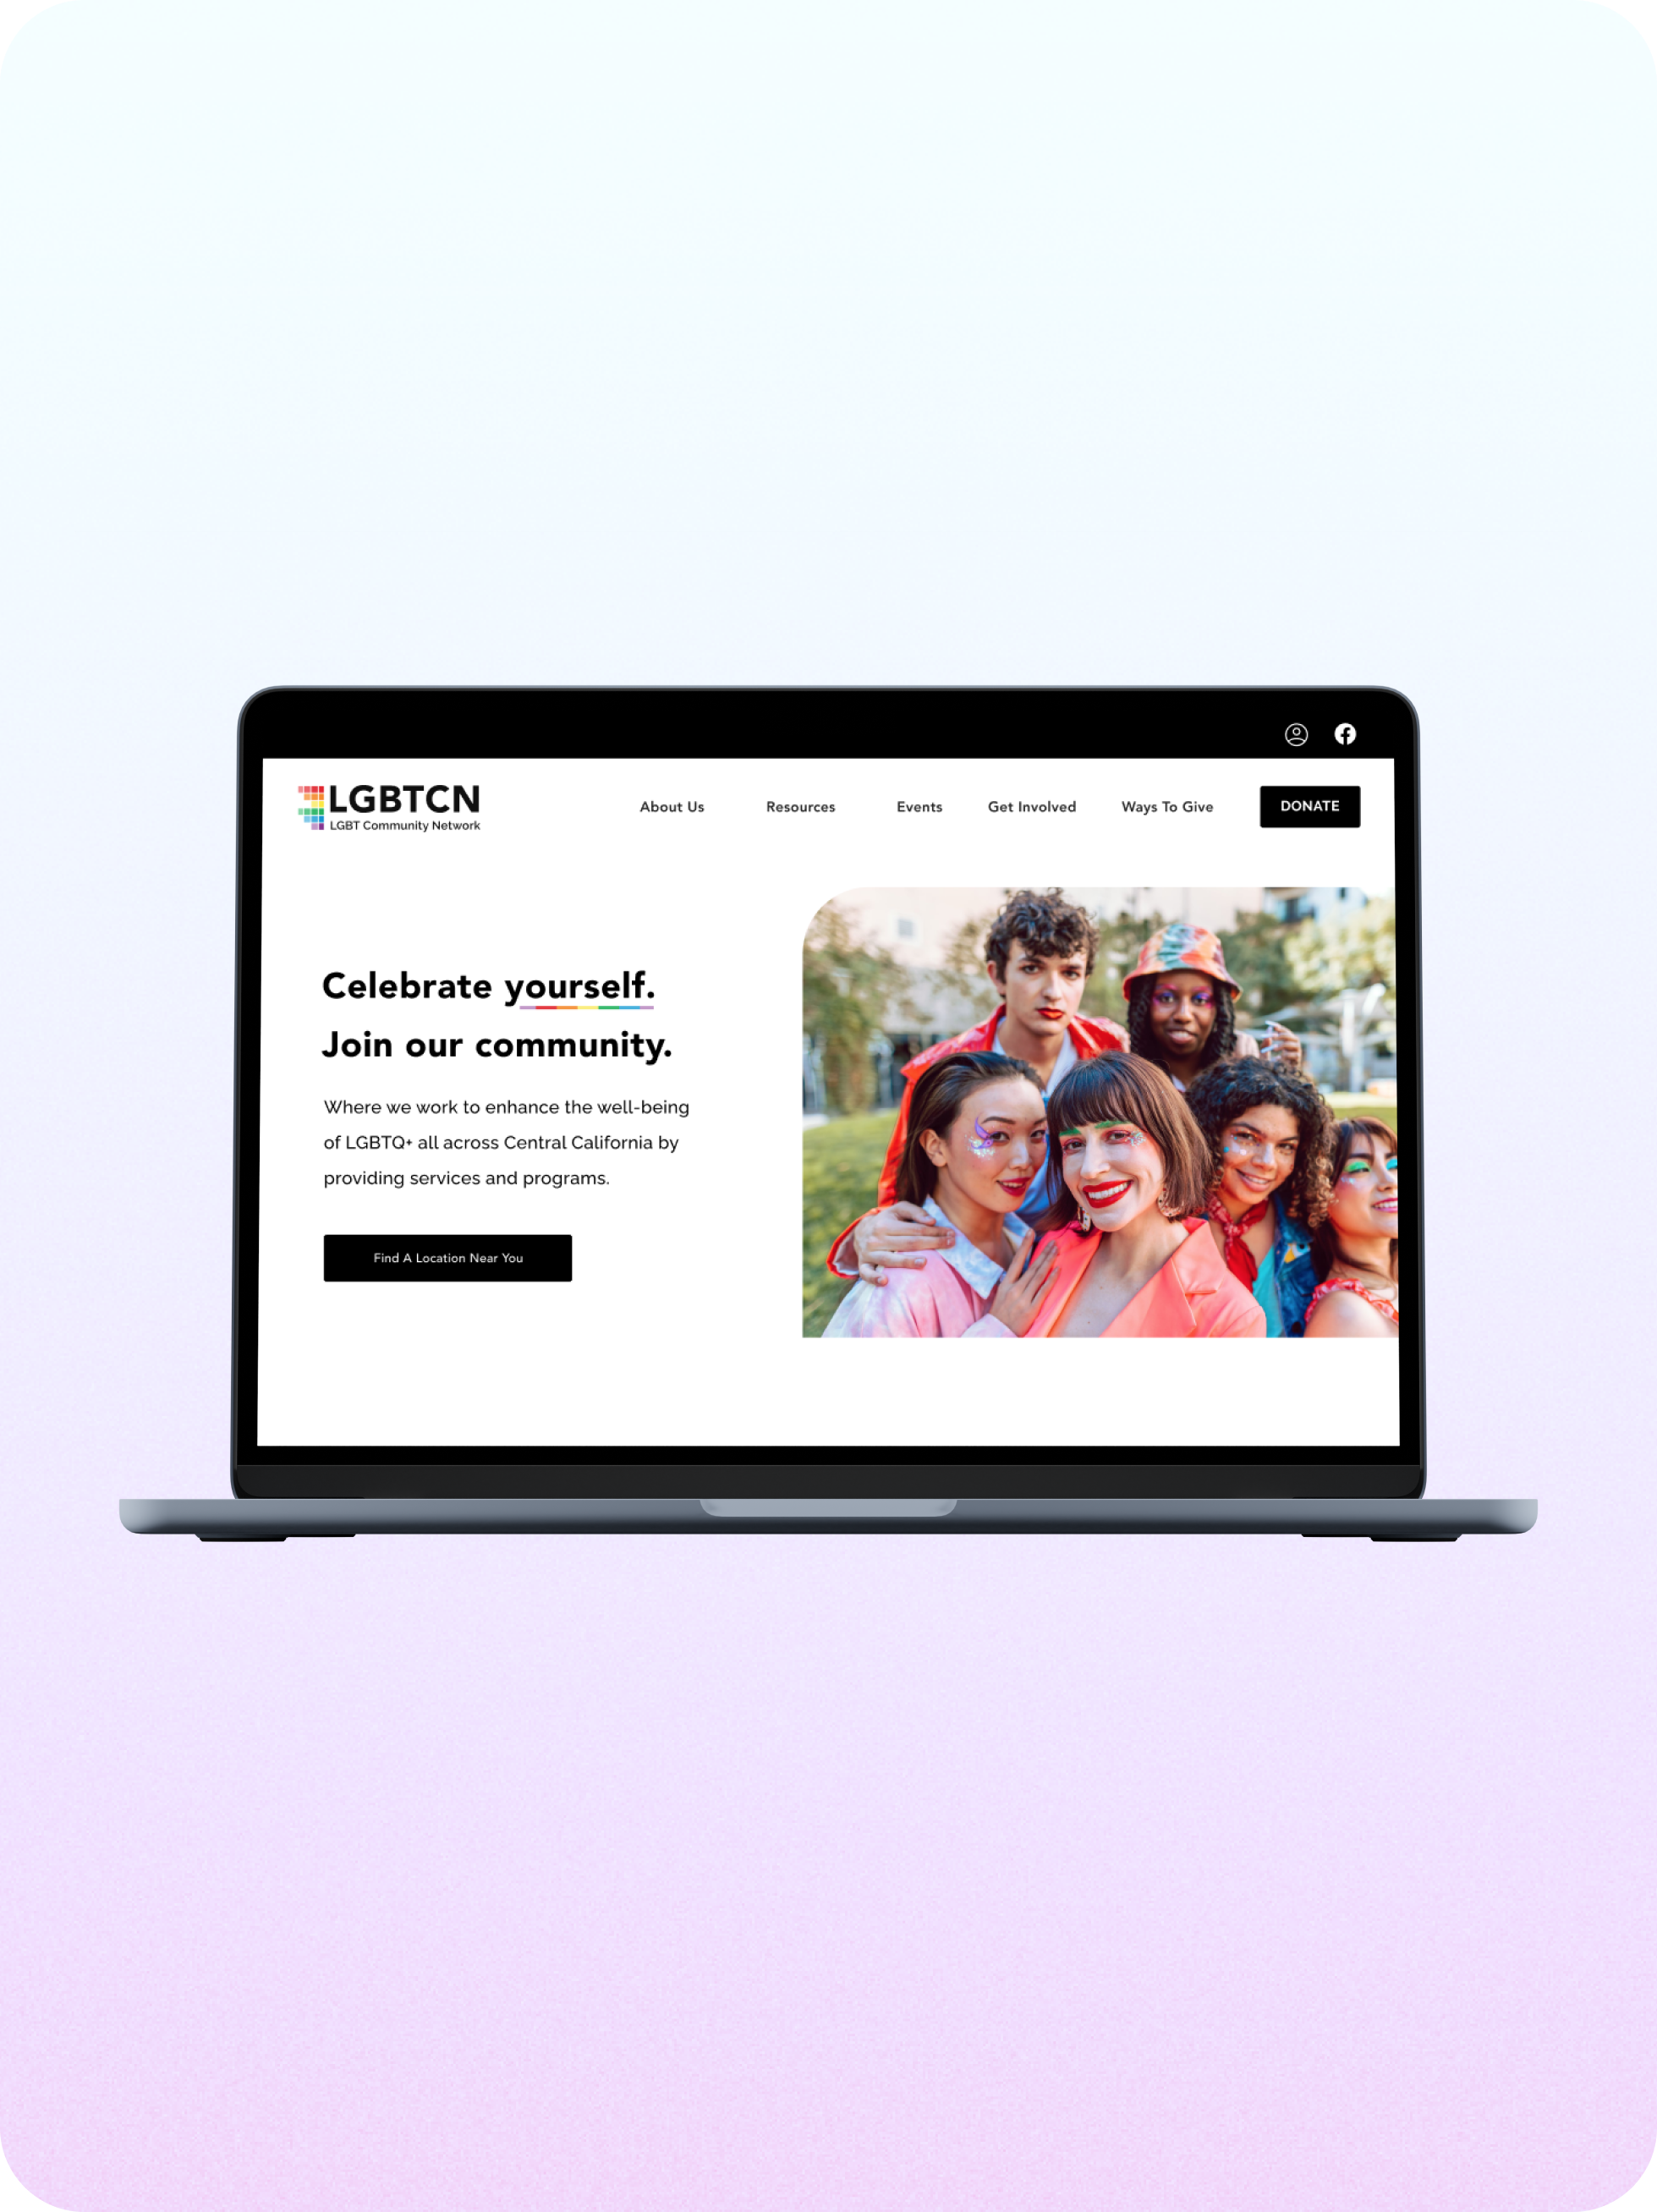 LGBTCN
LGBT Community Network
About Us
Resources
Events
Get Involved
Ways To Give
DONATE
Celebrate yourself.
Join our community.
Where we work to enhance the well-being
of LGBTQ+ all across Central California by
providing services and programs.
Find A Location Near You